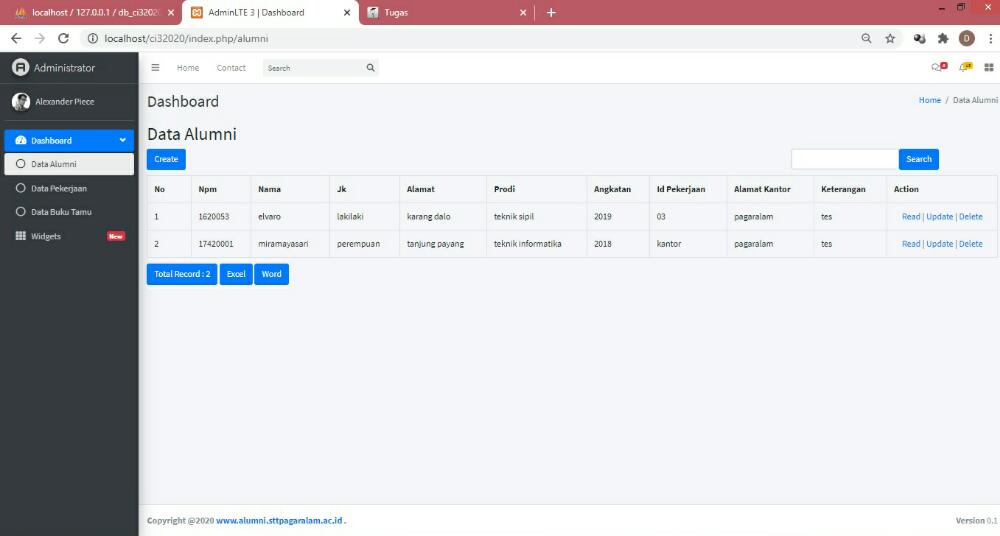 localhost / 127.0.0.1 / db_ci32020
AdminLTE 3 | Dashboard
Tugas
localhost/ci32020/index.php/alumni
D
Administrator
Home Contact Search
Alexander Piece
Dashboard
Home / Data Alumni
Dashboard
Data Alumni
Data Alumni
Create
Search
Data Pekerjaan
Data Buku Tamu
Widgets New
No Npm Nama Jk Alamat Prodi Angkatan Id Pekerjaan Alamat Kantor Keterangan Action
1 1620053 elvaro lakilaki karang dalo teknik sipil 2019 03 pagaralam tes Read | Update | Delete
2 17420001 miramayasari perempuan tanjung payang teknik informatika 2018 kantor pagaralam tes Read | Update | Delete
Total Record : 2 Excel Word
Copyright @2020 www.alumni.sttpagaralam.ac.id .
Version 0.1